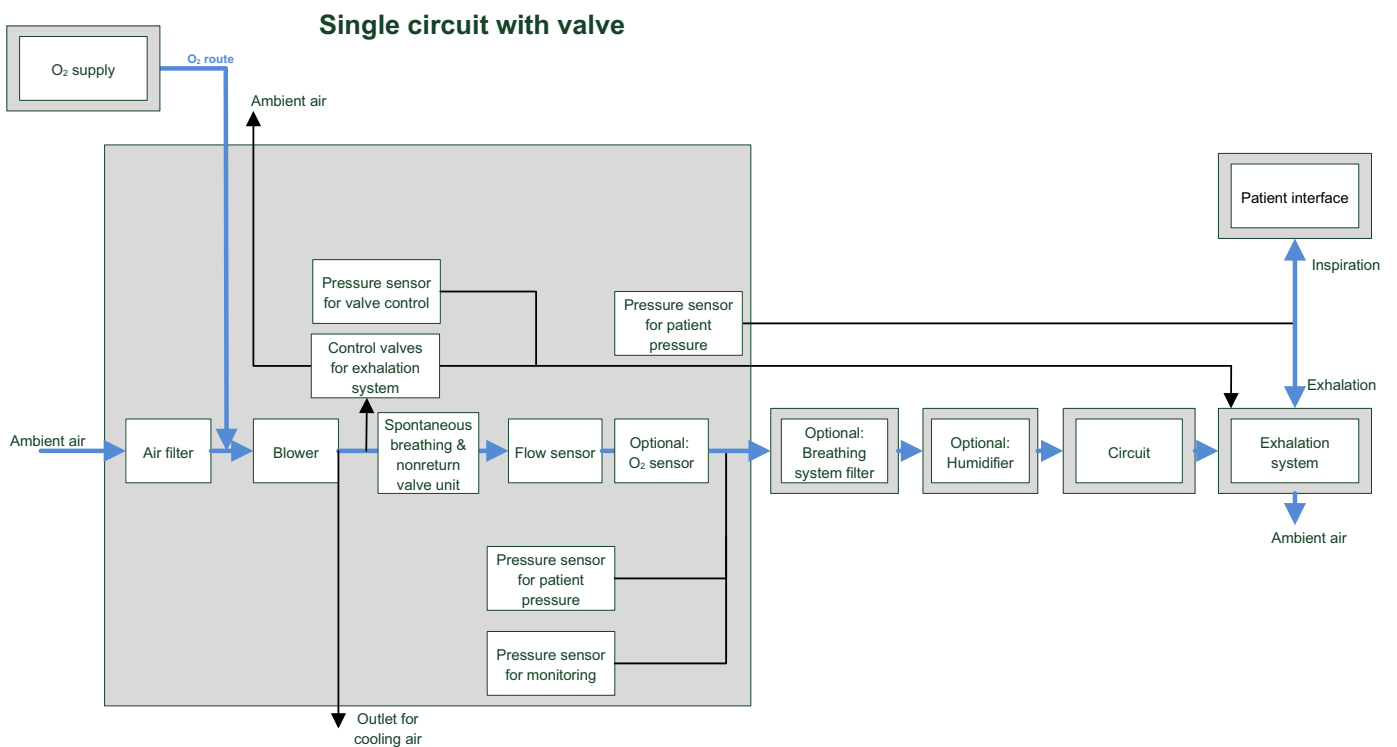 Single circuit with valve
O₂ supply
O₂ route
Ambient air
Patient interface
Inspiration
Pressure sensor
for valve control
Pressure sensor
for patient
pressure
Control valves
for exhalation
system
Exhalation
Ambient air
Air filter
Blower
Spontaneous
breathing &
nonreturn
valve unit
Flow sensor
Optional:
O₂ sensor
Optional:
Breathing
system filter
Optional:
Humidifier
Circuit
Exhalation
system
Ambient air
Pressure sensor
for patient
pressure
Pressure sensor
for monitoring
Outlet for
cooling air